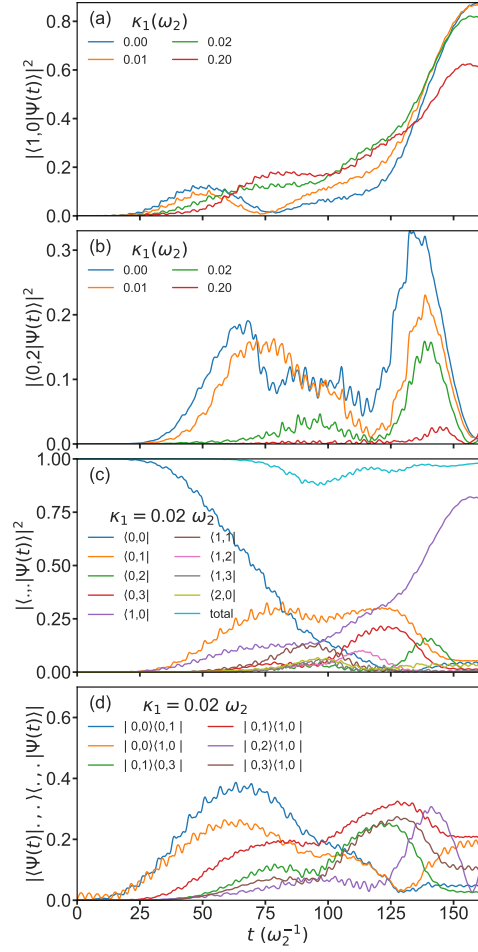 (a)
κ₁(ω₂)
0.00 0.02
0.01 0.20
|⟨1,0|Ψ(t)⟩|²
0.8
0.6
0.4
0.2
0.0
(b)
κ₁(ω₂)
0.00 0.02
0.01 0.20
|⟨0,2|Ψ(t)⟩|²
0.3
0.2
0.1
0.0
(c)
κ₁ = 0.02 ω₂
⟨0,0| ⟨1,1|
⟨0,1| ⟨1,2|
⟨0,2| ⟨1,3|
⟨0,3| ⟨2,0|
⟨1,0| total
|⟨.,.|Ψ(t)⟩|²
1.00
0.75
0.50
0.25
0.00
(d)
κ₁ = 0.02 ω₂
| 0,0⟩⟨0,1 | | 0,1⟩⟨1,0 |
| 0,0⟩⟨1,0 | | 0,2⟩⟨1,0 |
| 0,1⟩⟨0,3 | | 0,3⟩⟨1,0 |
|⟨Ψ(t)|.,.⟩⟨.,.|Ψ(t)⟩|
0.6
0.4
0.2
0.0
0 25 50 75 100 125 150
t (ω₂⁻¹)